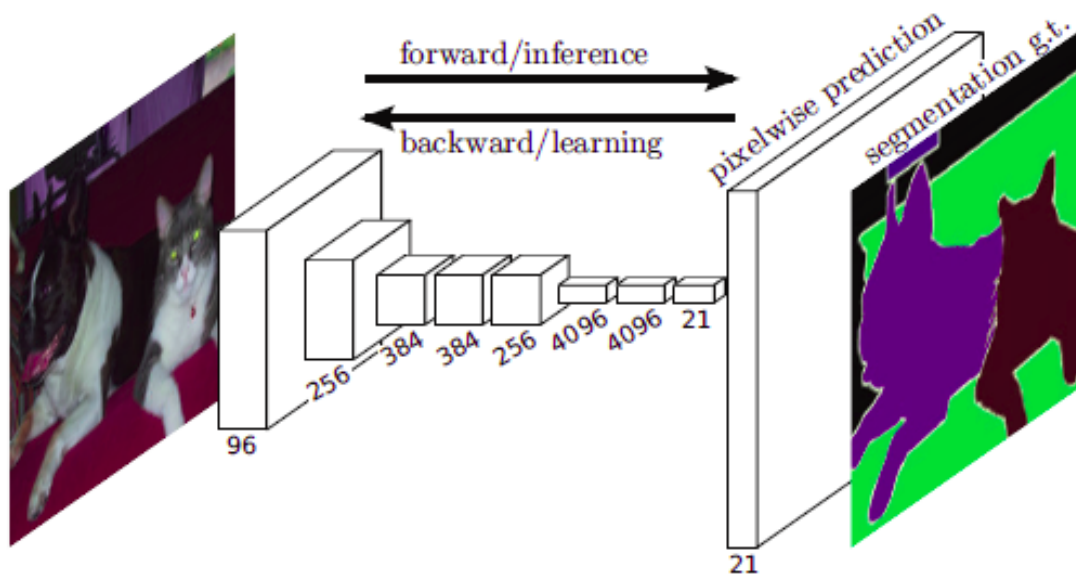 forward/inference
backward/learning
pixelwise prediction
segmentation g.t.
96
256
384
384
256
4096
4096
21
21